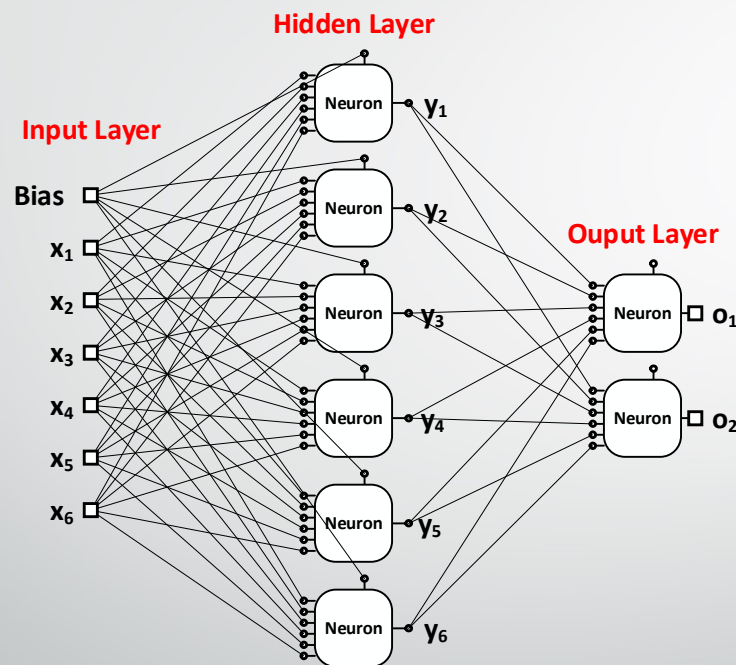 Hidden Layer
Input Layer
Ouput Layer
Bias
x₁
x₂
x₃
x₄
x₅
x₆
Neuron
y₁
Neuron
y₂
Neuron
y₃
Neuron
y₄
Neuron
y₅
Neuron
y₆
Neuron
o₁
Neuron
o₂